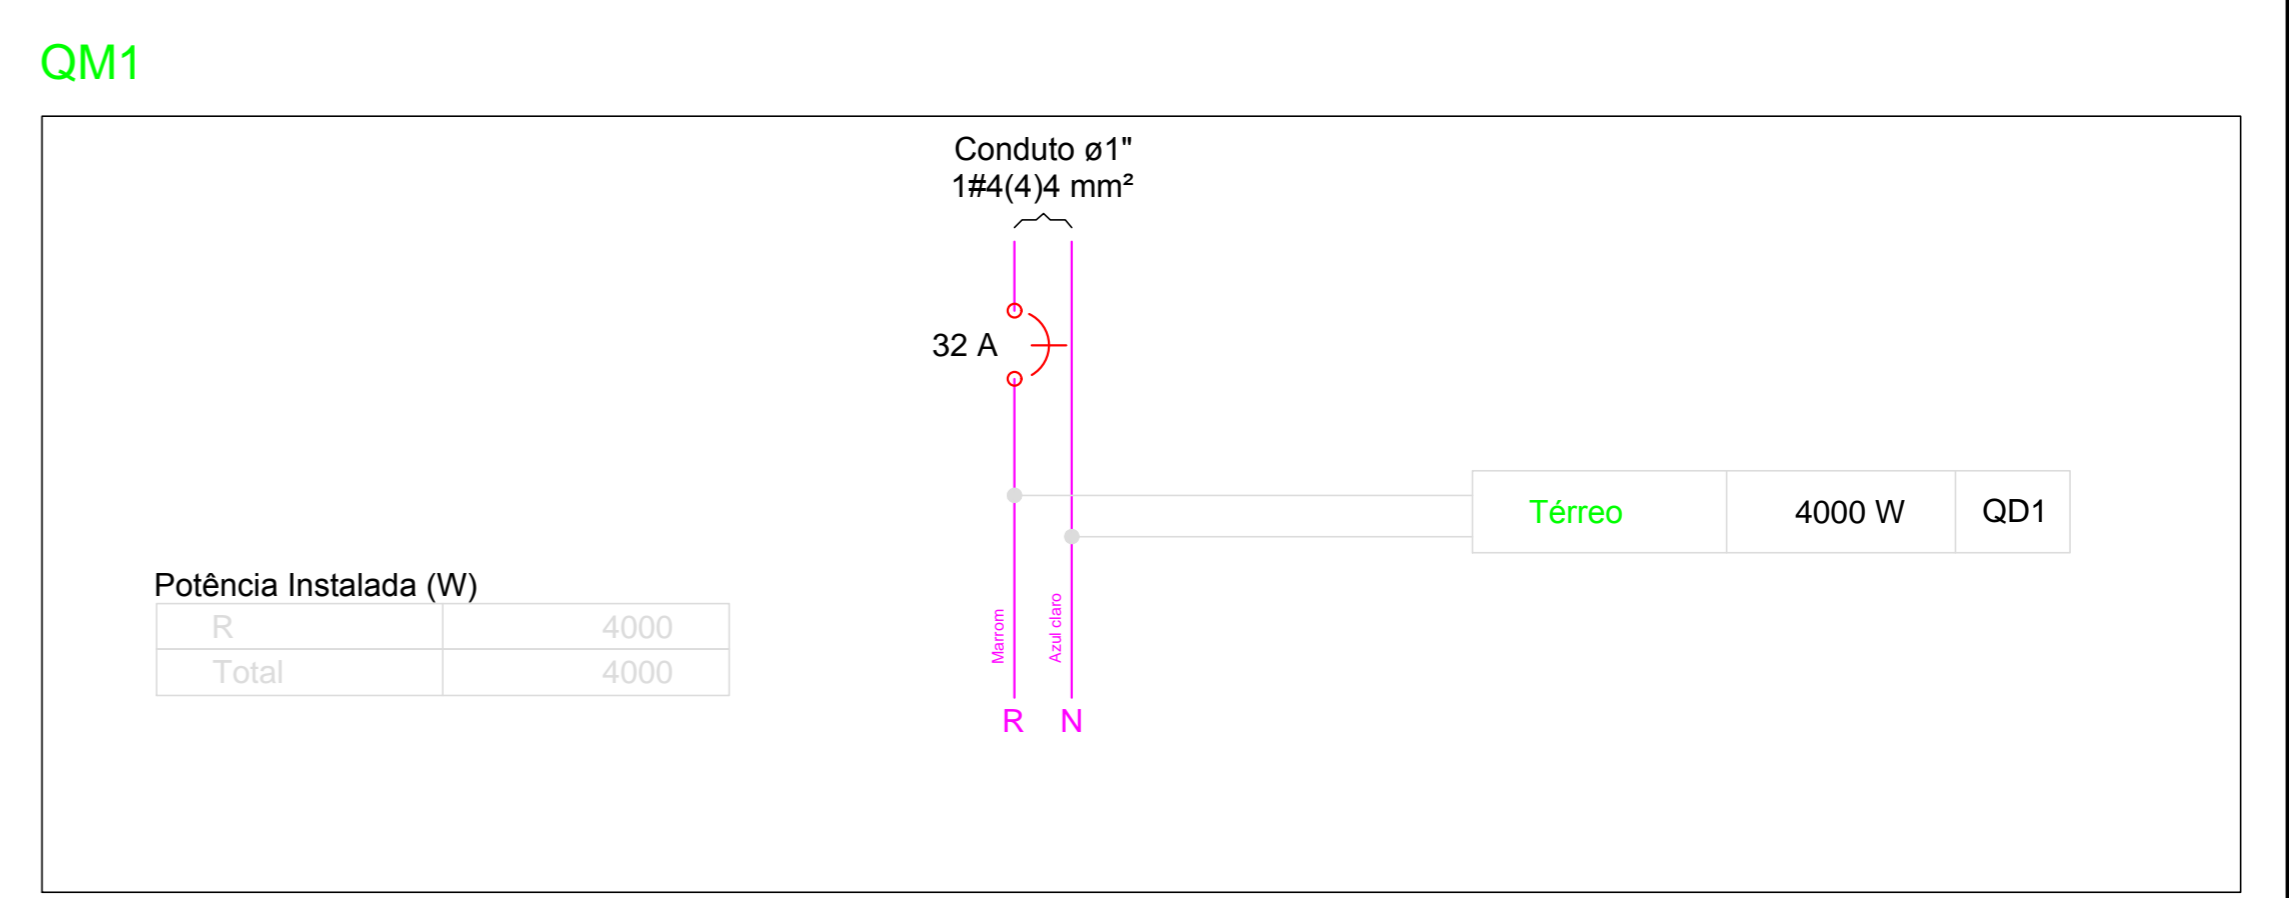 QM1
Conduto ø1"
1#4(4)4 mm²
32 A
Térreo 4000 W QD1
Potência Instalada (W)
R 4000
Total 4000
Marrom
Azul claro
R N